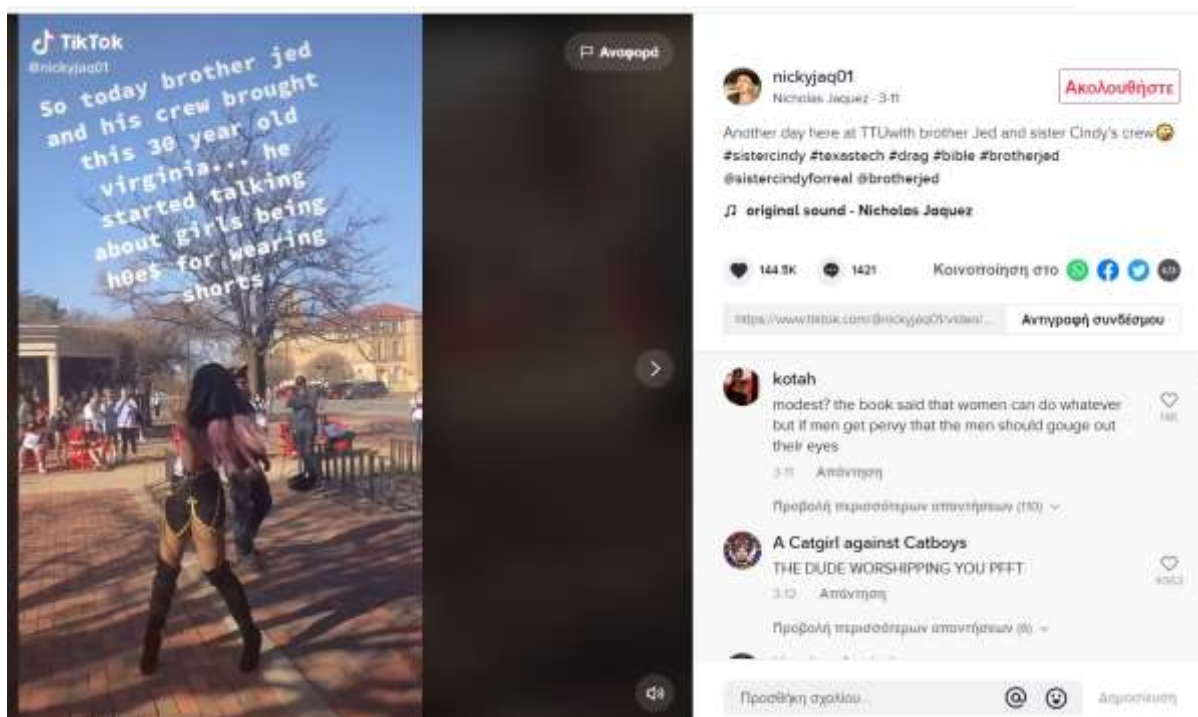 TikTok
@nickyjaq01
So today brother jed
and his crew brought
this 30 year old
virginia... he
started talking
about girls being
h0e$ for wearing
shorts
Αναφορά
nickyjaq01
Nicholas Jaquez · 3-11
Ακολουθήστε
Another day here at TTUwith brother Jed and sister Cindy's crew
#sistercindy #texastech #drag #bible #brotherjed
@sistercindyforreal @brotherjed
original sound - Nicholas Jaquez
144.5K
1421
Κοινοποίηση στο
Αντιγραφή συνδέσμου
kotah
modest? the book said that women can do whatever
but if men get pervy that the men should gouge out
their eyes
3-11 Απάντηση
Προβολή περισσότερων απαντήσεων (110)
A Catgirl against Catboys
THE DUDE WORSHIPPING YOU PFFT
3-12 Απάντηση
Προβολή περισσότερων απαντήσεων (6)
Προσθήκη σχολίου...
Δημοσίευση